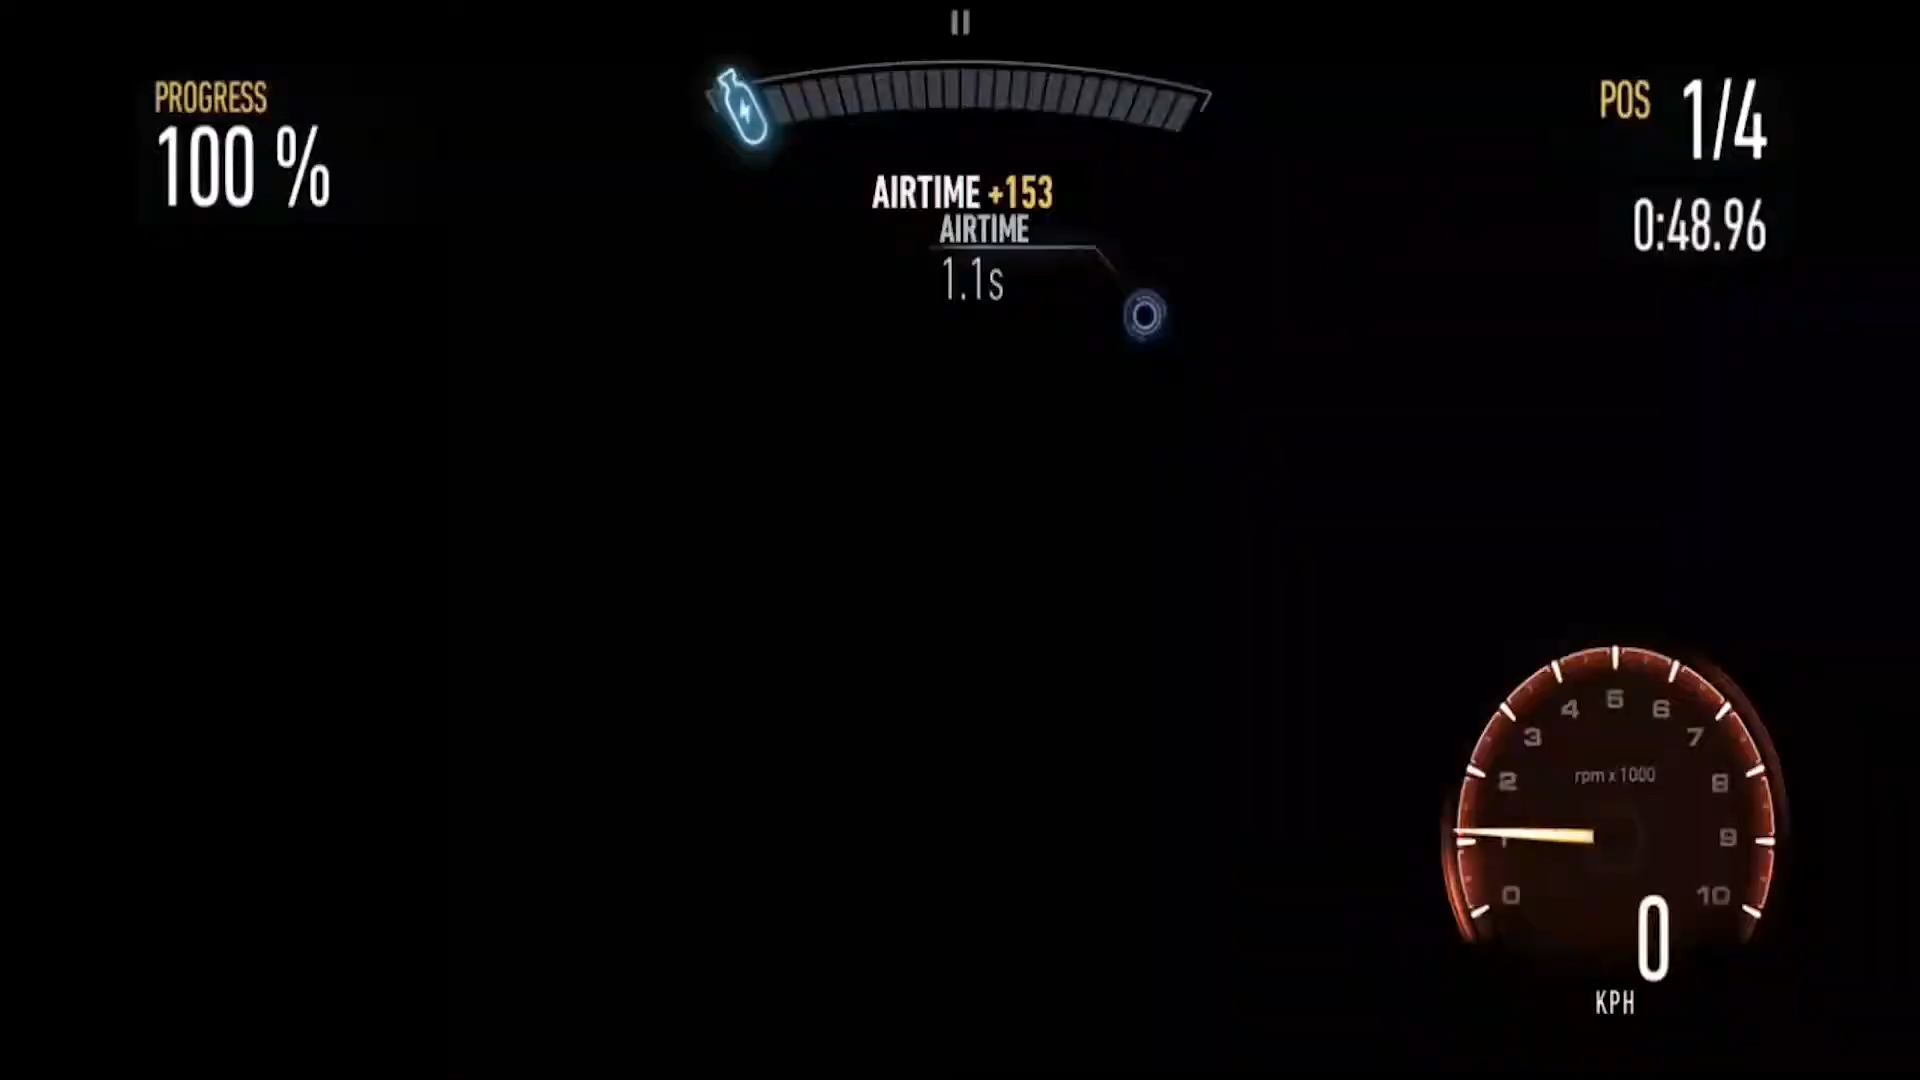 PROGRESS
100 %
AIRTIME +153
AIRTIME
1.1s
POS 1/4
0:48.96
0 1 2 3 4 5 6 7 8 9 10
rpm x 1000
0
KPH